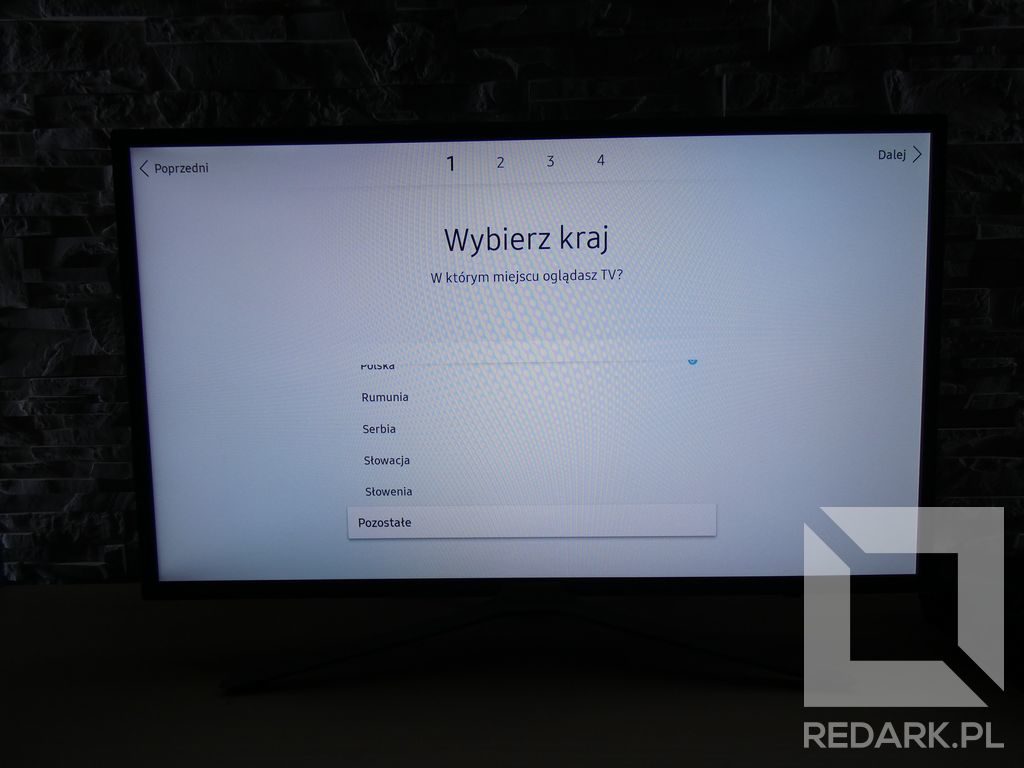 Poprzedni
1 2 3 4
Dalej
Wybierz kraj
W którym miejscu oglądasz TV?
Polska
Rumunia
Serbia
Słowacja
Słowenia
Pozostałe
REDARK.PL